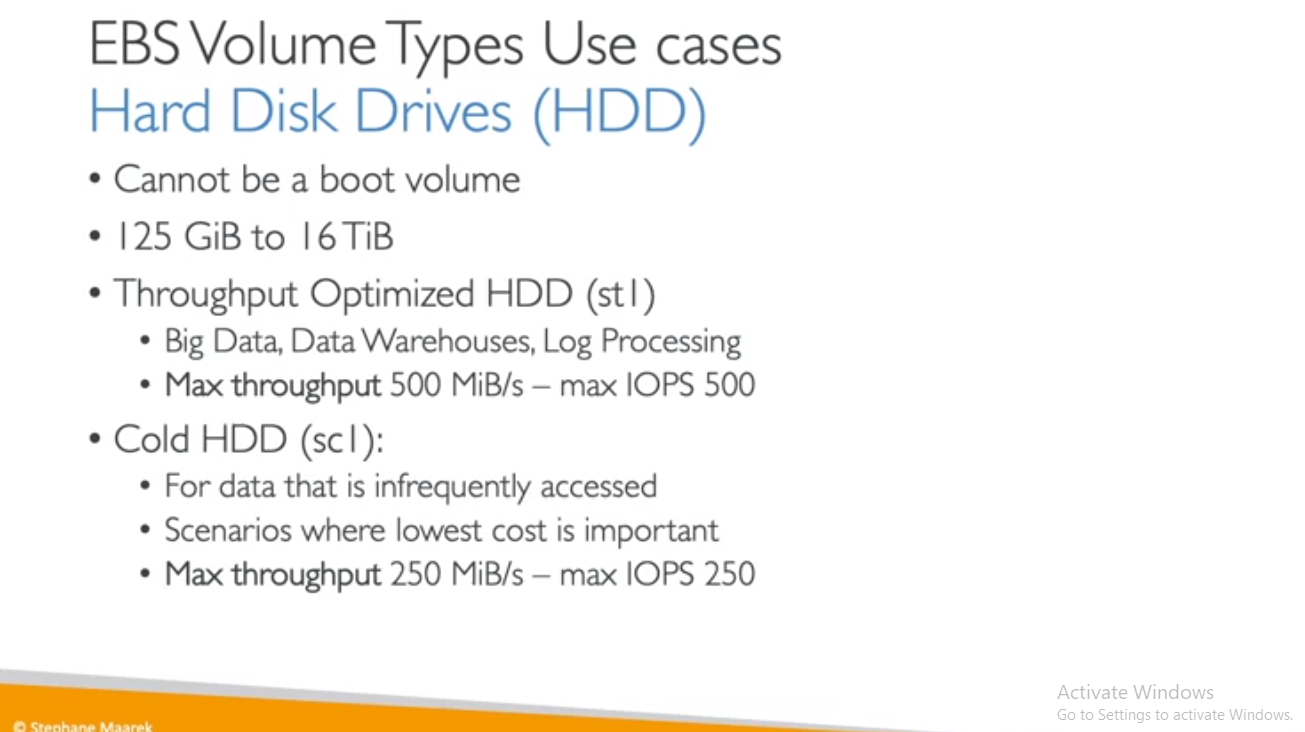 EBS Volume Types Use cases
Hard Disk Drives (HDD)
• Cannot be a boot volume
• 125 GiB to 16 TiB
• Throughput Optimized HDD (st1)
• Big Data, Data Warehouses, Log Processing
• Max throughput 500 MiB/s – max IOPS 500
• Cold HDD (sc1):
• For data that is infrequently accessed
• Scenarios where lowest cost is important
• Max throughput 250 MiB/s – max IOPS 250
Activate Windows
Go to Settings to activate Windows.
© Stephane Maarek